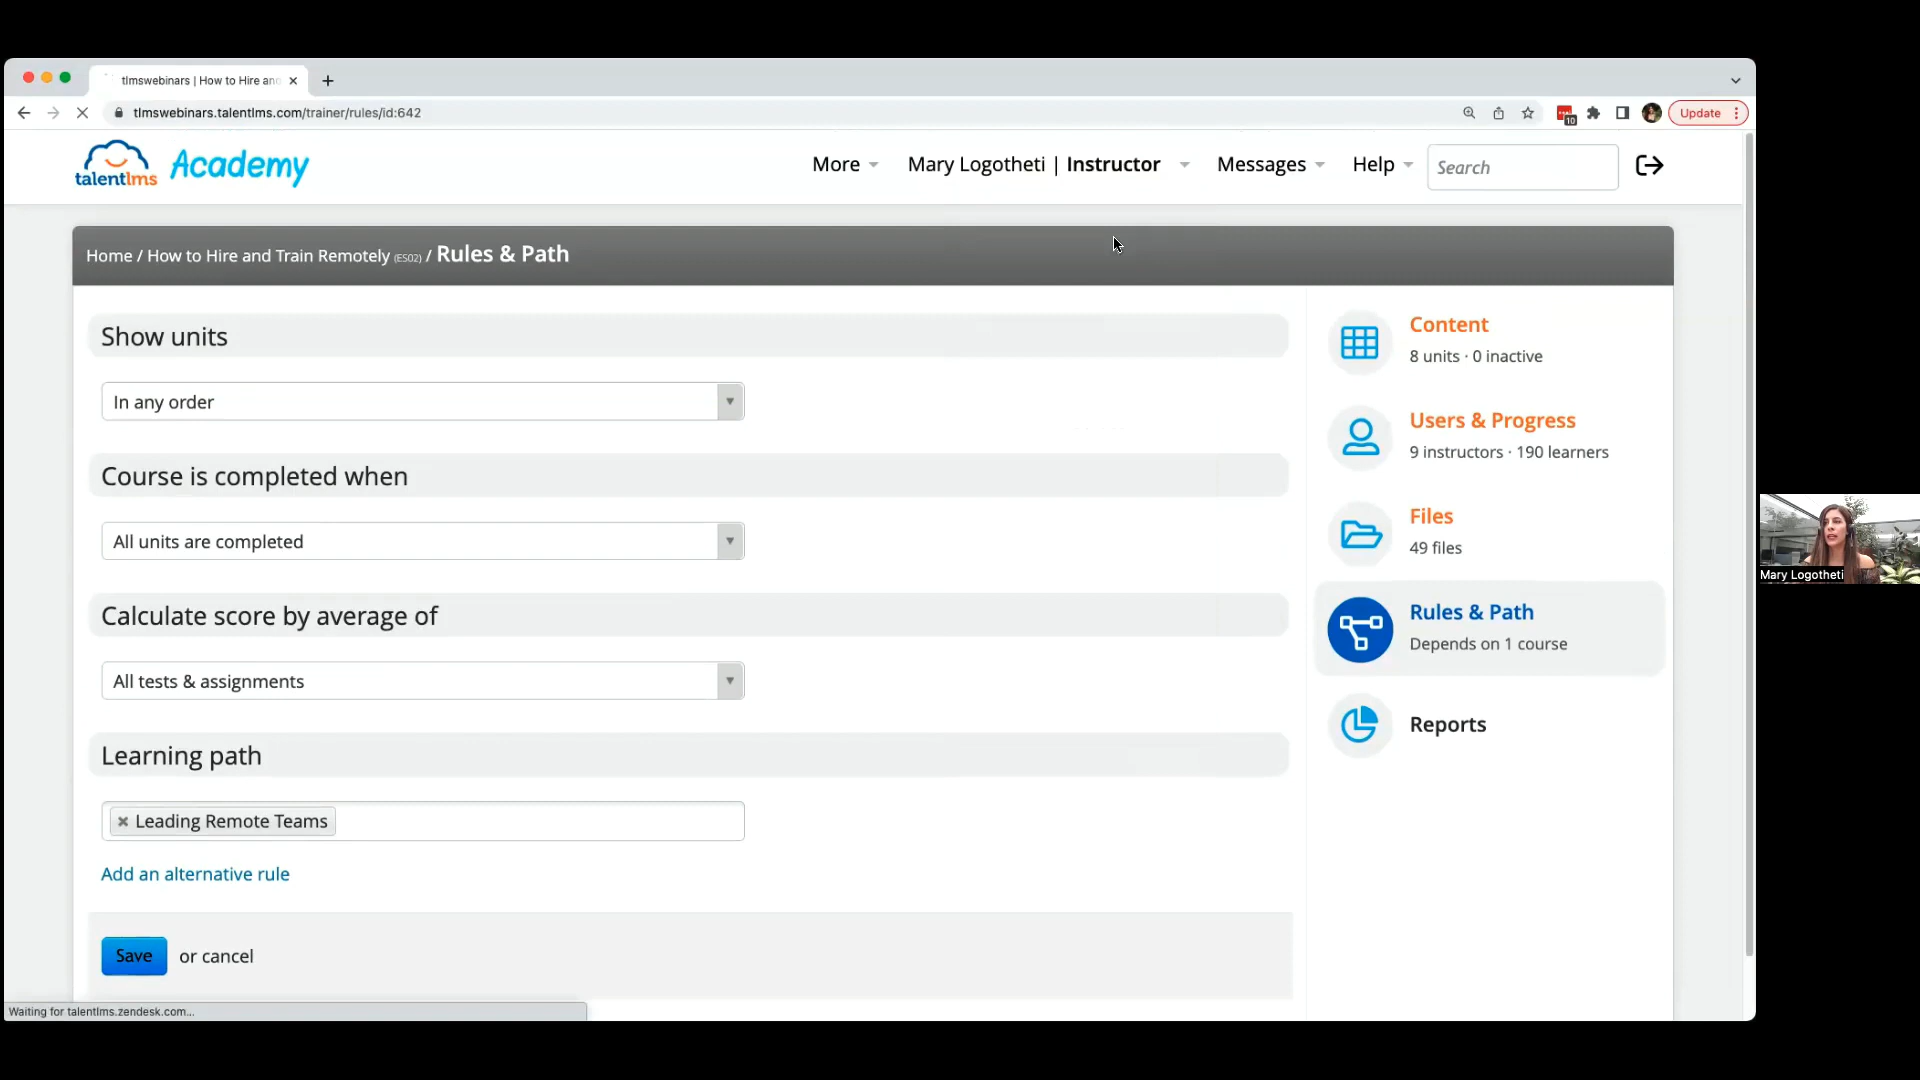 tlmswebinars | How to Hire and
tlmswebinars.talentlms.com/trainer/rules/id:642
10
Update
talentlms Academy
More
Mary Logotheti | Instructor
Messages
Help
Search
Home / How to Hire and Train Remotely (ES02) / Rules & Path
Show units
In any order
Course is completed when
All units are completed
Calculate score by average of
All tests & assignments
Learning path
Leading Remote Teams
Add an alternative rule
Save or cancel
Content
8 units · 0 inactive
Users & Progress
9 instructors · 190 learners
Files
49 files
Rules & Path
Depends on 1 course
Reports
Mary Logotheti
Waiting for talentlms.zendesk.com...